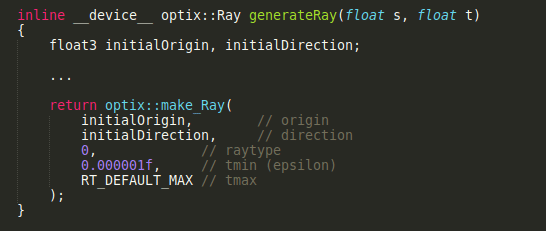 inline __device__ optix::Ray generateRay(float s, float t)
{
    float3 initialOrigin, initialDirection;
    ...
    return optix::make_Ray(
        initialOrigin,        // origin
        initialDirection,     // direction
        0,             // raytype
        0.000001f,     // tmin (epsilon)
        RT_DEFAULT_MAX // tmax
    );
}